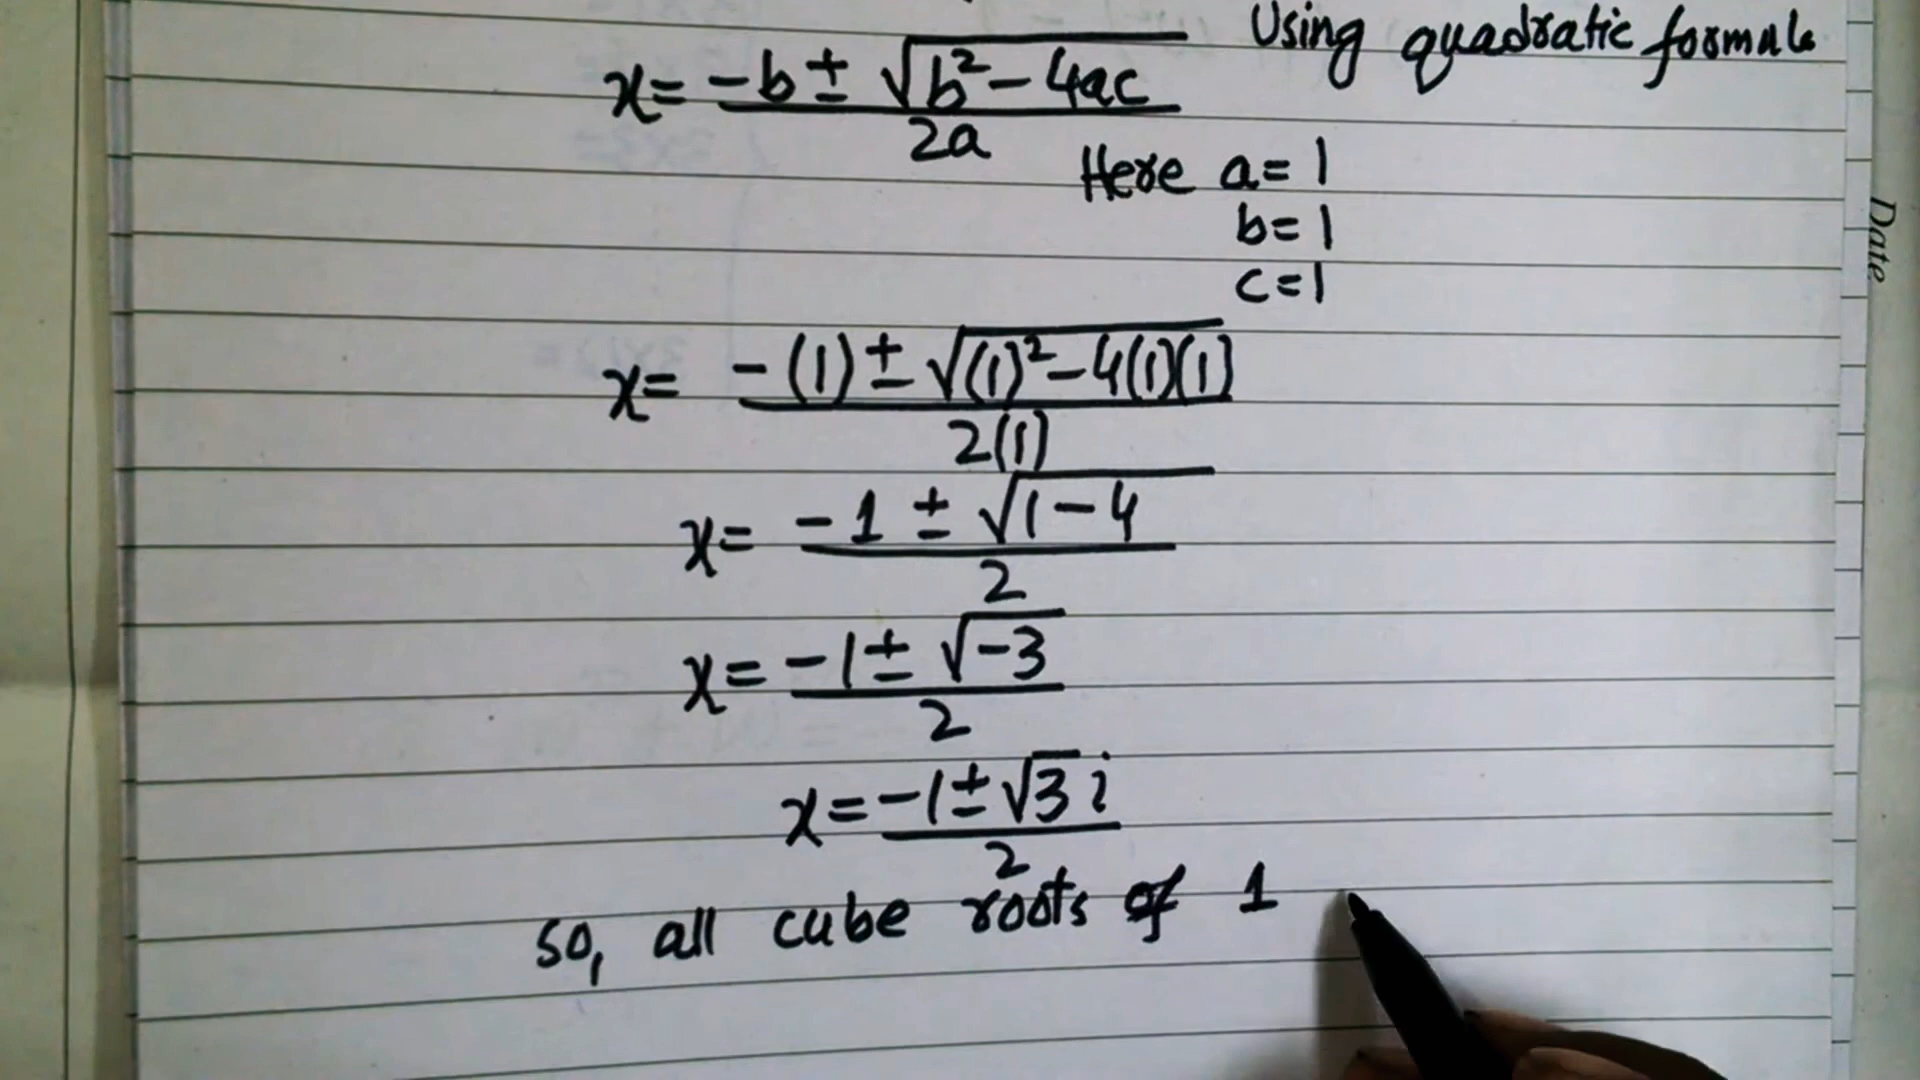 Using quadratic formula
x = -b ± √b² - 4ac / 2a
Here a = 1
b = 1
c = 1
x = -(1) ± √(1)² - 4(1)(1) / 2(1)
x = -1 ± √1 - 4 / 2
x = -1 ± √-3 / 2
x = -1 ± √3 i / 2
so, all cube roots of 1
Date